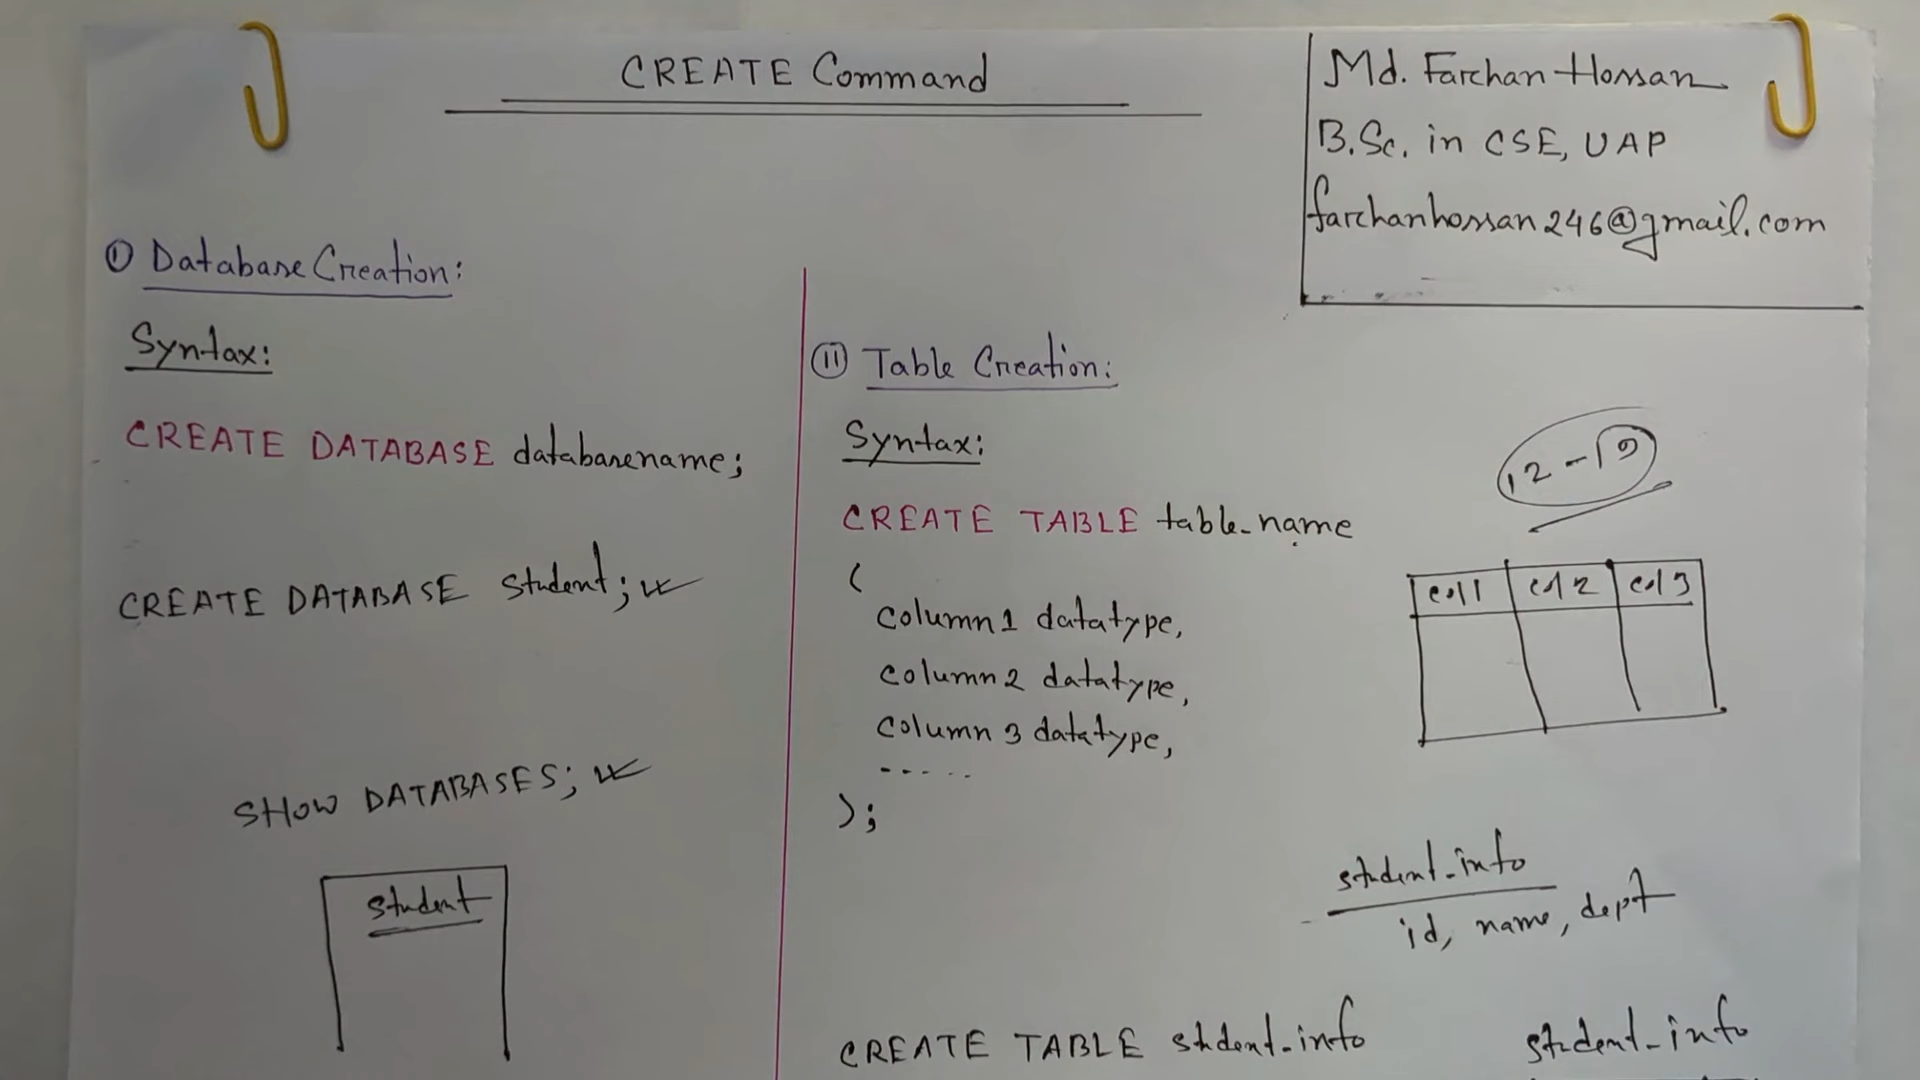 CREATE Command
Md. Farhan Hossan
B.Sc. in CSE, UAP
farhanhossan246@gmail.com
① Database Creation:
Syntax:
CREATE DATABASE databasename;
CREATE DATABASE student;
SHOW DATABASES;
student
⑪ Table Creation:
Syntax:
CREATE TABLE table_name
(
column1 datatype,
column2 datatype,
column3 datatype,
-----
);
12-19
col1 col2 col3
student_info
id, name, dept
CREATE TABLE student_info
student_info